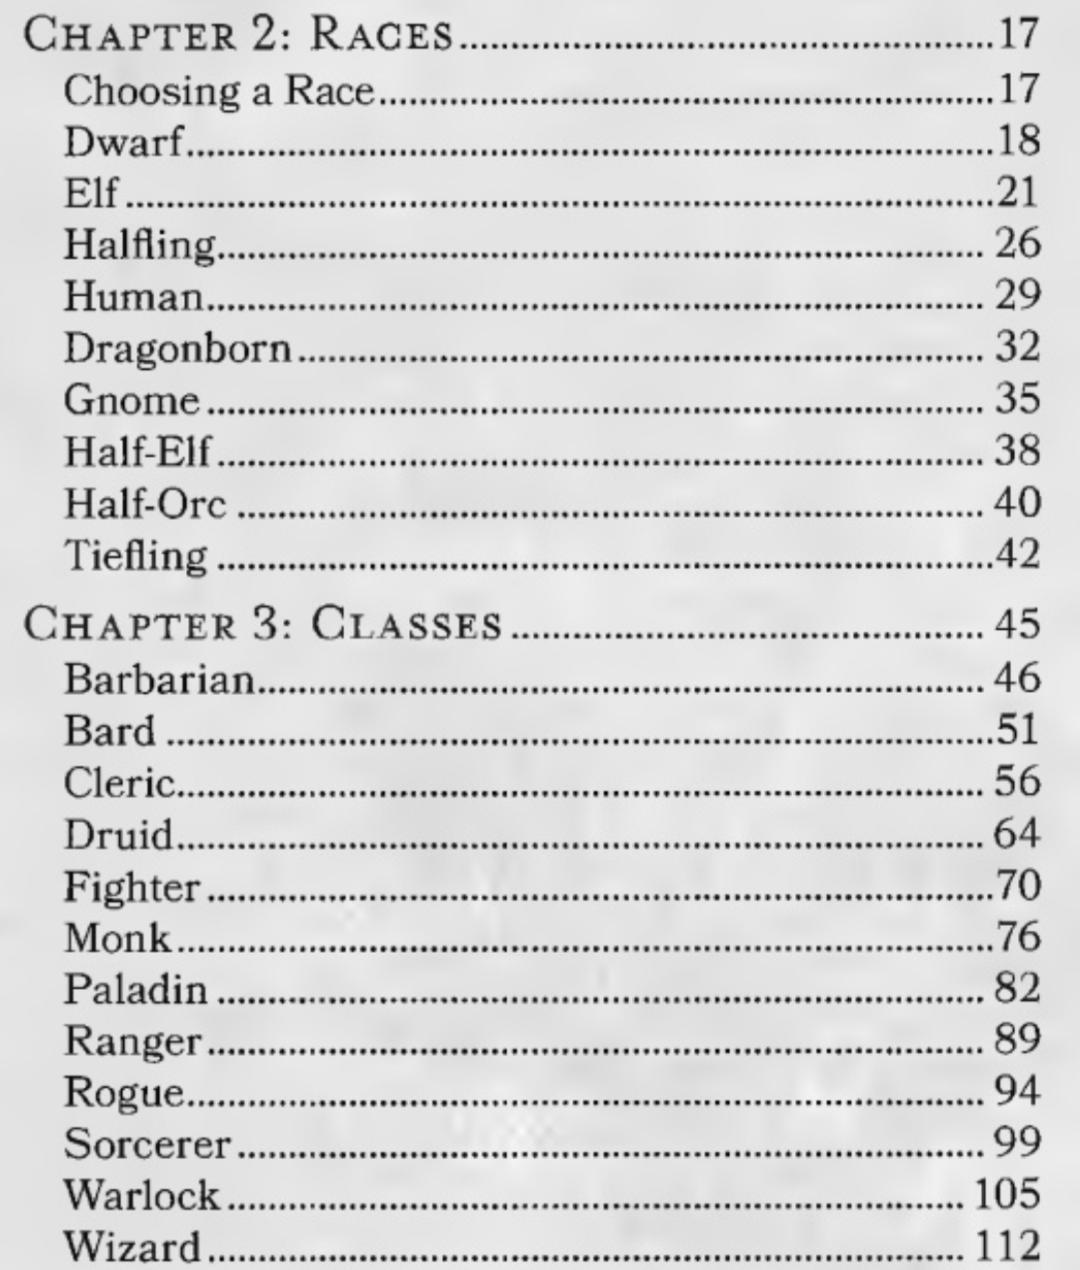 CHAPTER 2: RACES.................................................17
Choosing a Race.........................................................17
Dwarf...........................................................................18
Elf.................................................................................21
Halfling........................................................................ 26
Human......................................................................... 29
Dragonborn................................................................. 32
Gnome......................................................................... 35
Half-Elf........................................................................ 38
Half-Orc...................................................................... 40
Tiefling.........................................................................42
CHAPTER 3: CLASSES............................................. 45
Barbarian..................................................................... 46
Bard..............................................................................51
Cleric............................................................................ 56
Druid............................................................................ 64
Fighter..........................................................................70
Monk.............................................................................76
Paladin......................................................................... 82
Ranger.......................................................................... 89
Rogue........................................................................... 94
Sorcerer....................................................................... 99
Warlock...................................................................... 105
Wizard........................................................................ 112